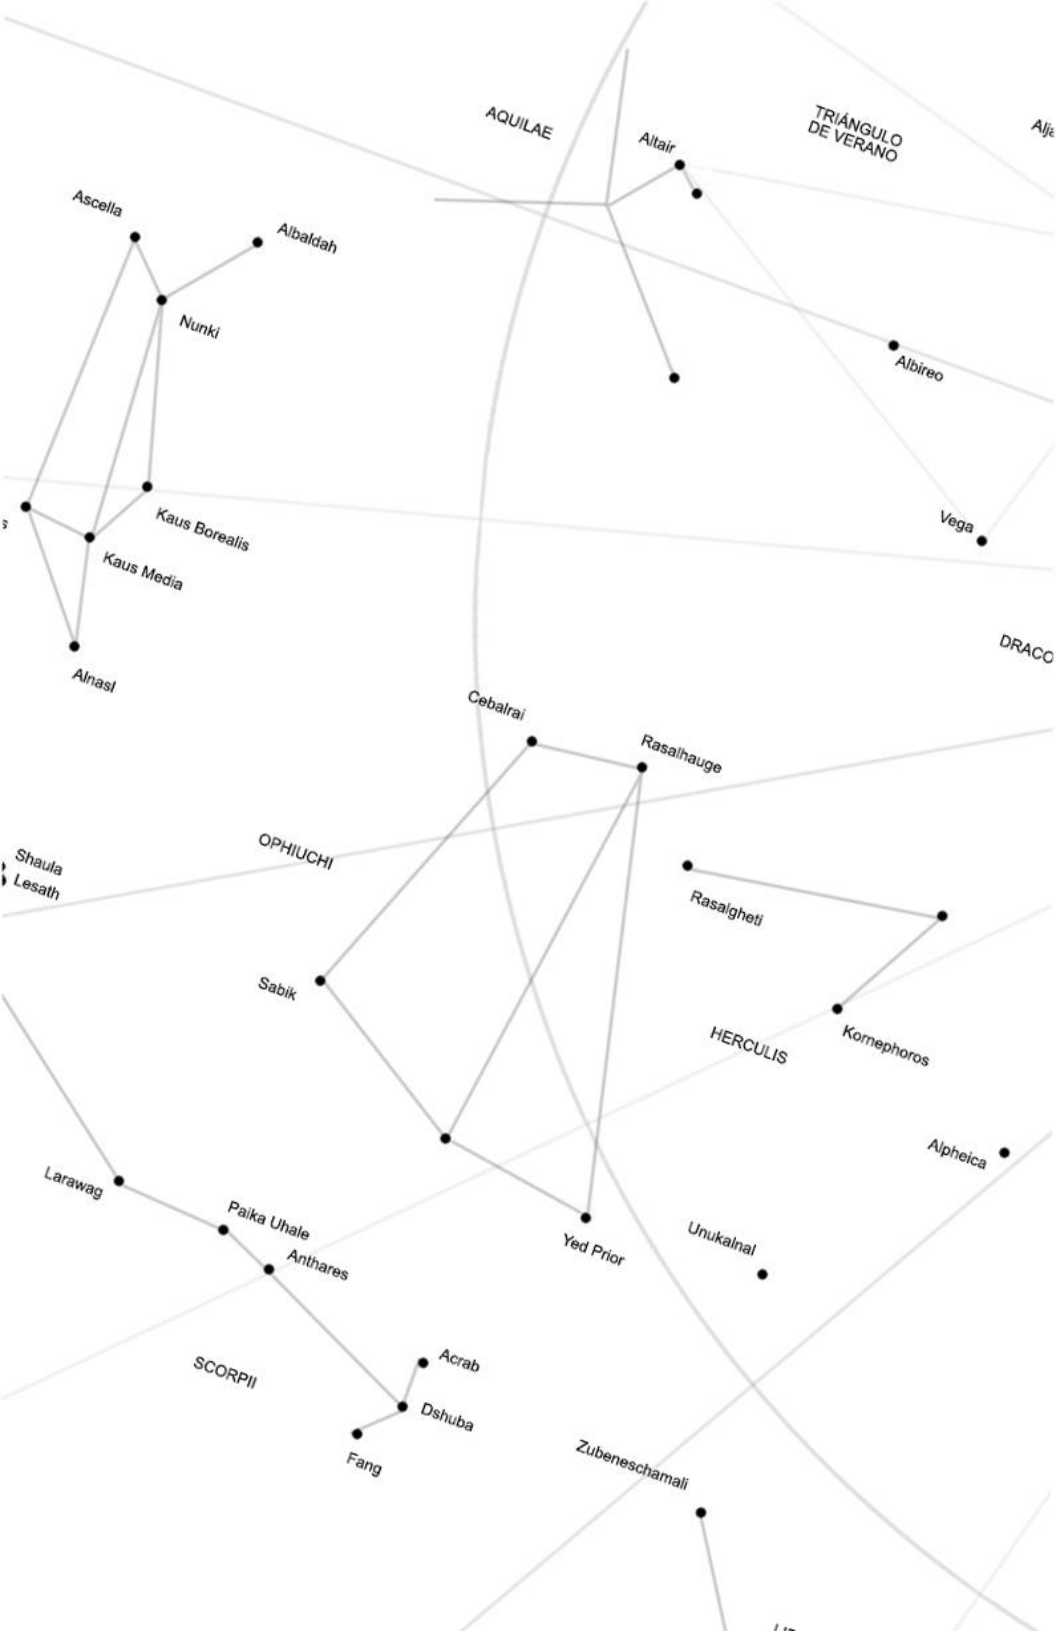 AQUILAE
TRIÁNGULO
DE VERANO
Altair
Ascella
Albaldah
Nunki
Albireo
Vega
Kaus Borealis
Kaus Media
DRACO
Alnasl
Cebalrai
Rasalhauge
OPHIUCHI
Shaula
Lesath
Rasalgheti
Sabik
HERCULIS
Kornephoros
Alpheica
Larawag
Paika Uhale
Yed Prior
Unukalnal
Anthares
SCORPII
Acrab
Dshuba
Fang
Zubeneschamali